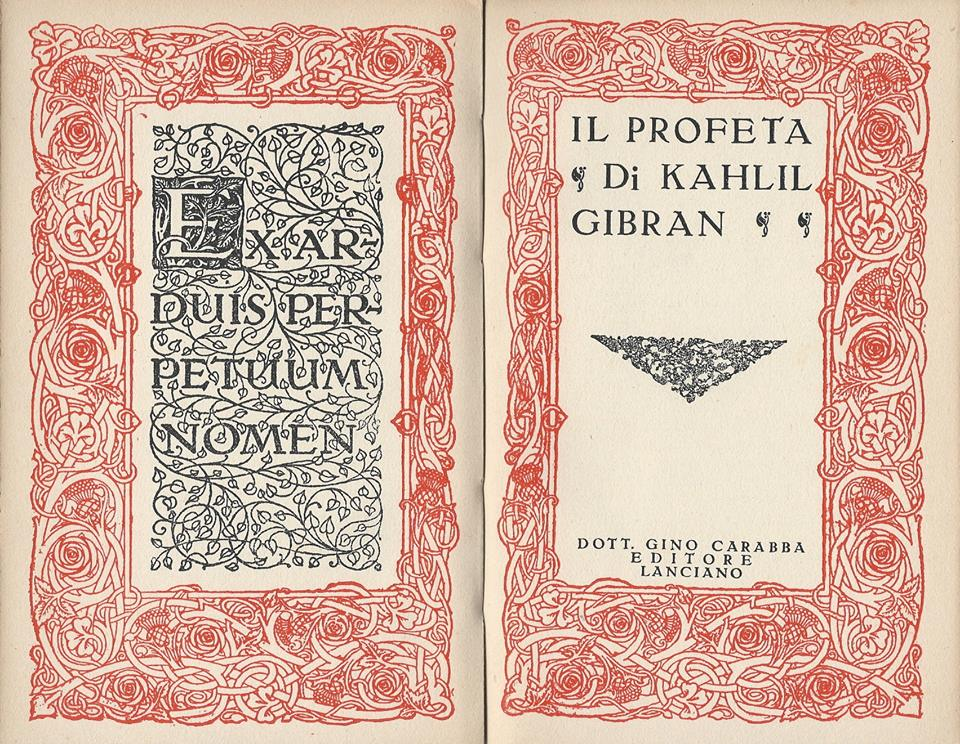 EX AR-
DUIS PER-
PETUUM
NOMEN
IL PROFETA
Di KAHLIL
GIBRAN
DOTT. GINO CARABBA
EDITORE
LANCIANO